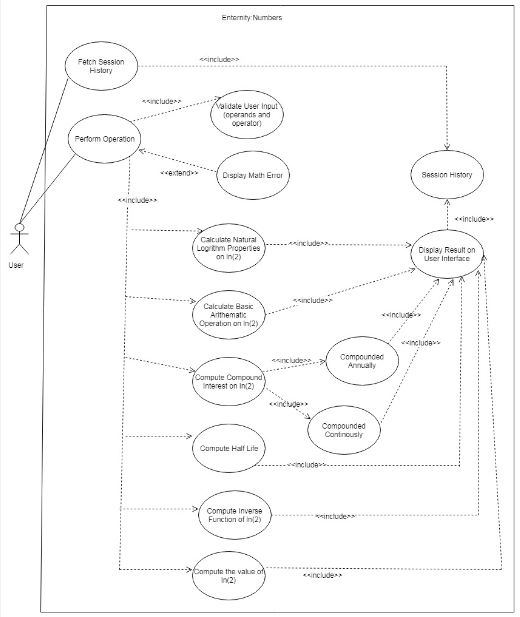 Enternity:Numbers
Fetch Session
History
<<include>>
<<include>>
Validate User Input
(operands and
operator)
Perform Operation
<<extend>>
Display Math Error
Session History
<<include>>
<<include>>
User
Calculate Natural
Logrithm Properties
on ln(2)
<<include>>
Display Result on
User Interface
Calculate Basic
Arithematic
Operation on ln(2)
<<include>>
<<include>>
<<include>>
Compute Compound
Interest on ln(2)
<<include>>
Compounded
Annually
<<include>>
Compounded
Continously
Compute Half Life
<<include>>
Compute Inverse
Function of ln(2)
<<include>>
Compute the value of
ln(2)
<<include>>